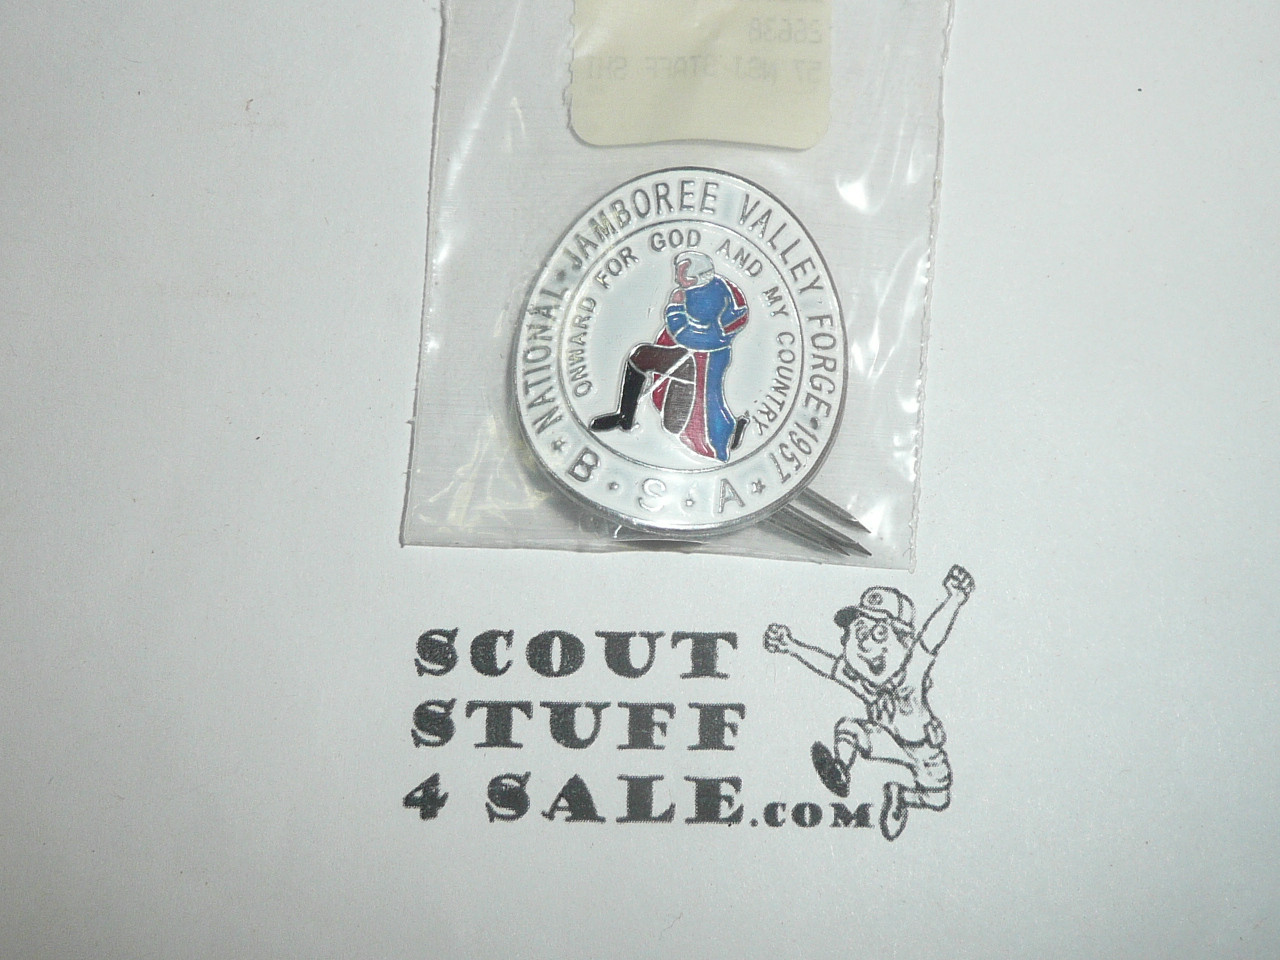 26638
57 NSJ STAFF SHI
NATIONAL JAMBOREE VALLEY FORGE 1957
ONWARD FOR GOD AND MY COUNTRY
B S A
SCOUT
STUFF
4 SALE.COM